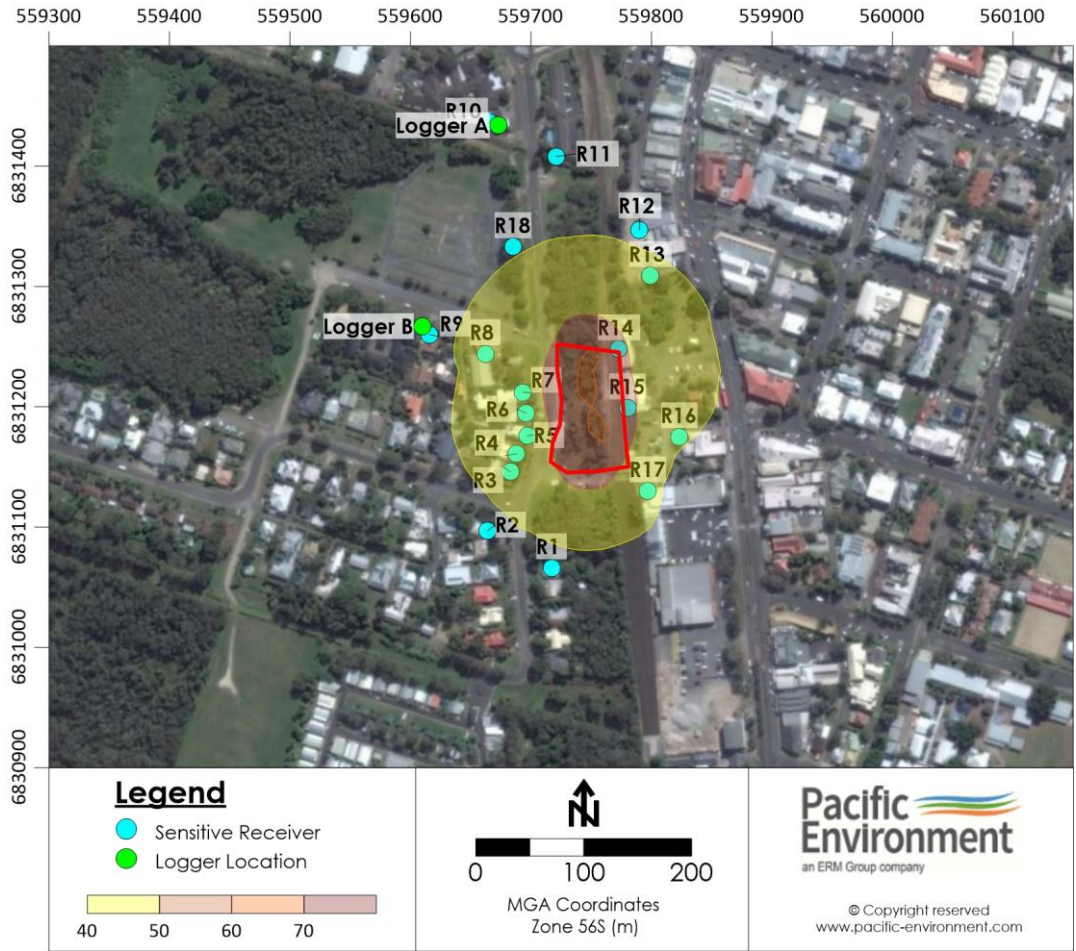 559300 559400 559500 559600 559700 559800 559900 560000 560100
6831400
6831300
6831200
6831100
6831000
6830900
R10
Logger A
R11
R12
R18
R13
Logger B
R9
R8
R14
R7
R15
R6
R5
R16
R4
R3
R17
R2
R1
Legend
Sensitive Receiver
Logger Location
40 50 60 70
N
0 100 200
MGA Coordinates
Zone 56S (m)
Pacific
Environment
an ERM Group company
© Copyright reserved
www.pacific-environment.com